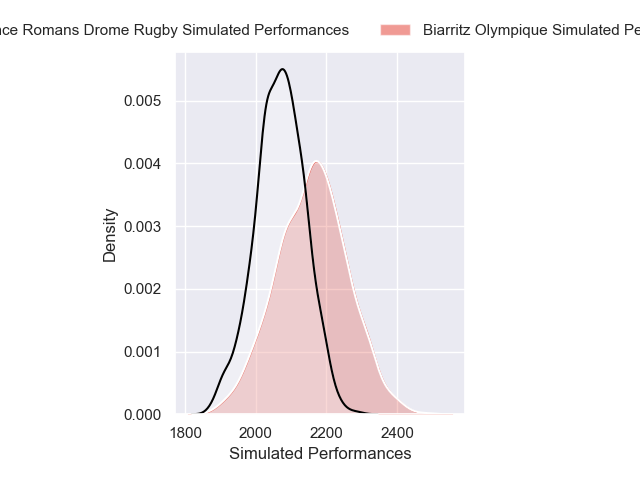 nce Romans Drome Rugby Simulated Performances
Biarritz Olympique Simulated Pe
0.005
0.004
0.003
0.002
0.001
0.000
Density
1800 2000 2200 2400
Simulated Performances